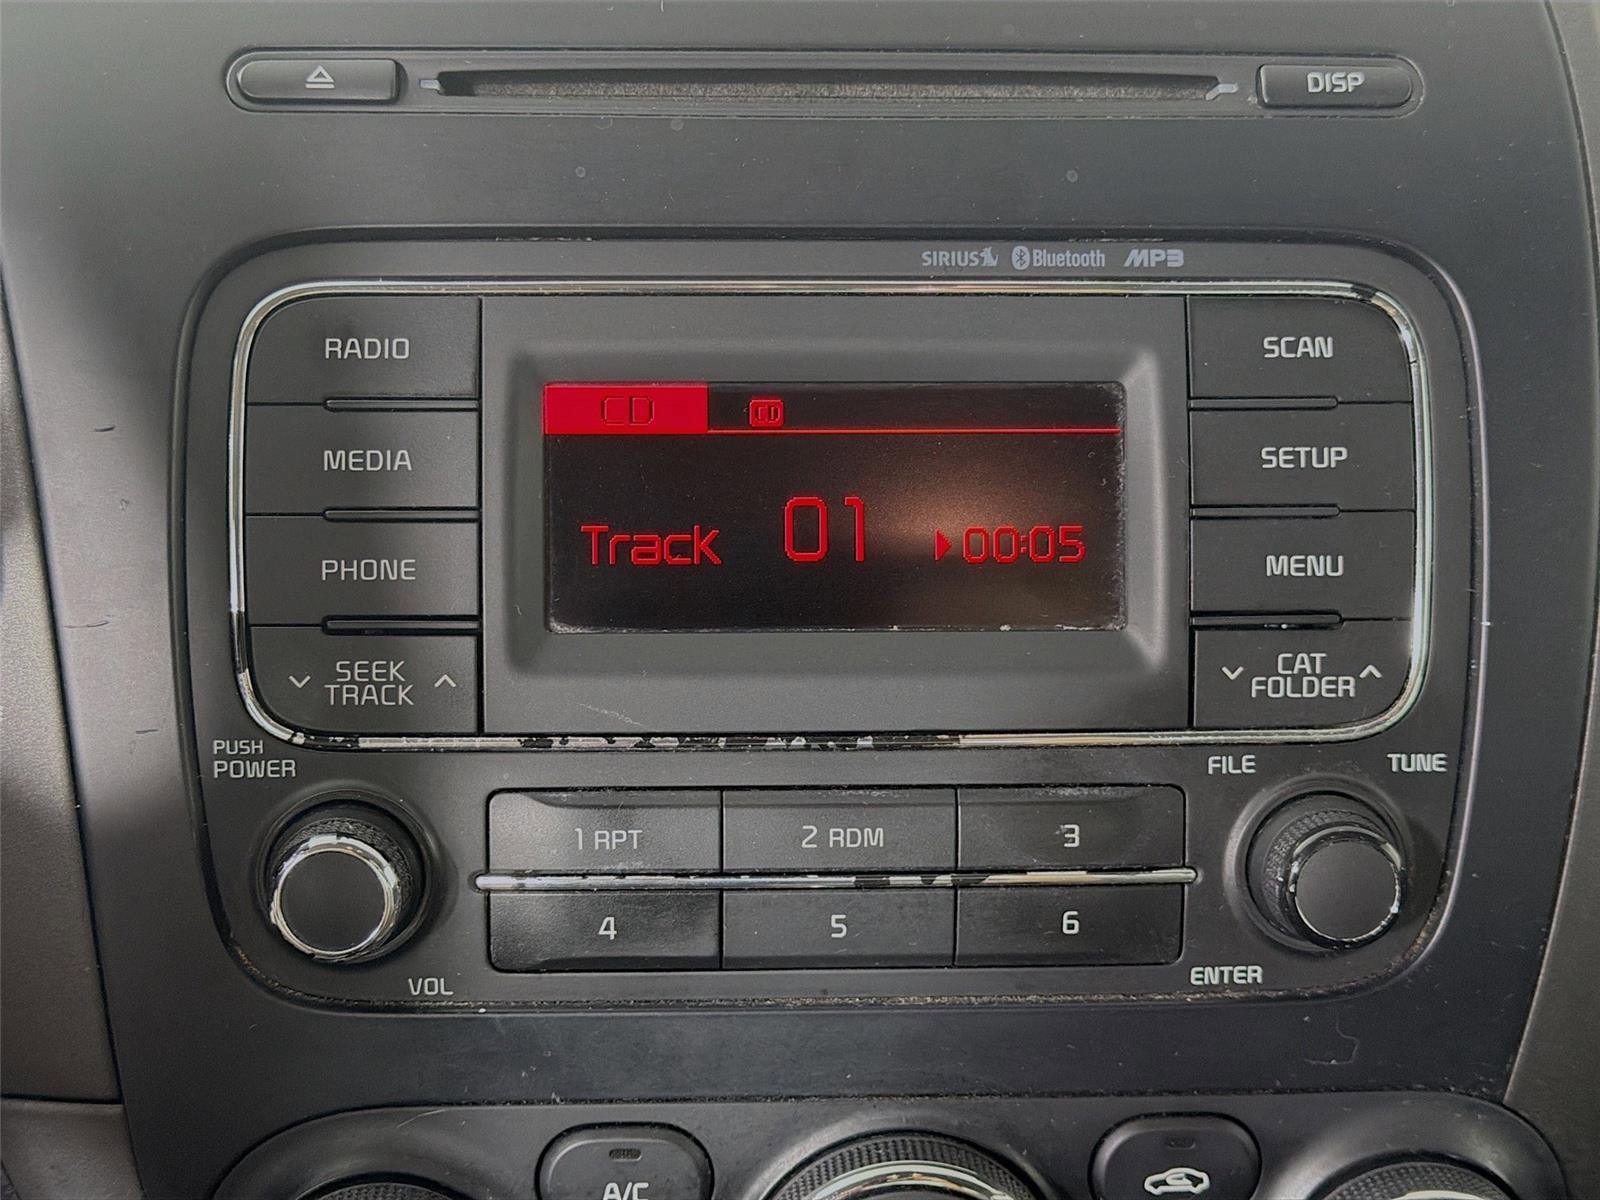 DISP
SIRIUS Bluetooth MP3
RADIO
SCAN
CD CD
MEDIA
SETUP
Track 01 00:05
PHONE
MENU
SEEK
TRACK
CAT
FOLDER
PUSH
POWER
FILE
TUNE
1 RPT
2 RDM
3
4
5
6
VOL
ENTER
A/C